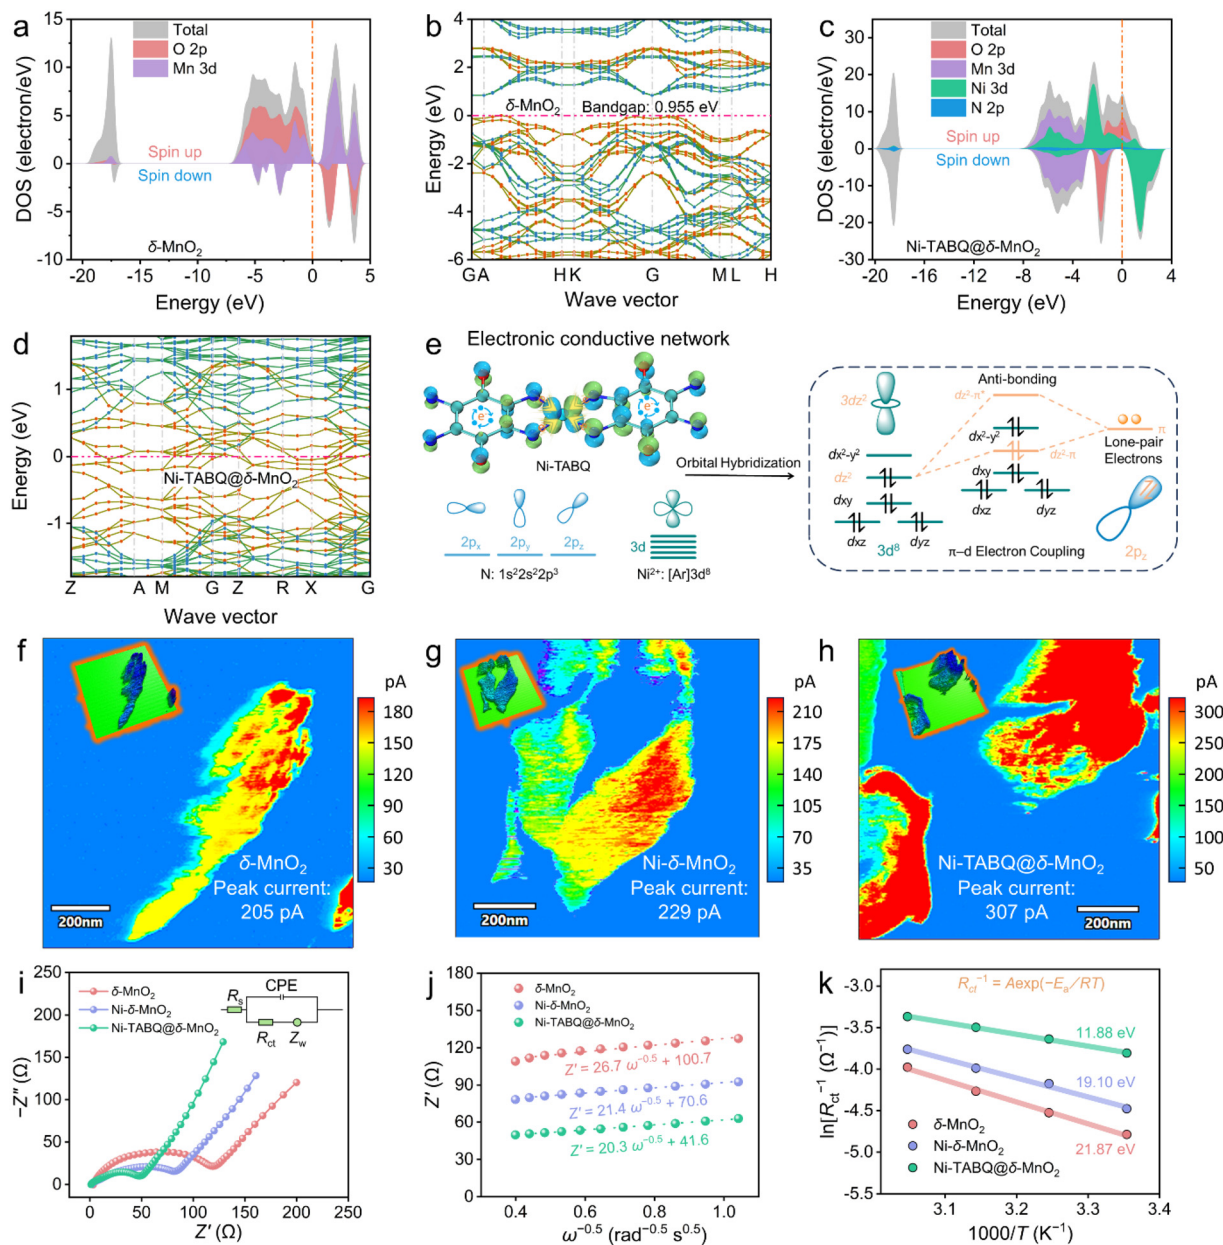 a
DOS (electron/eV)
15
10
5
0
-5
-10
Total
O 2p
Mn 3d
Spin up
Spin down
δ-MnO₂
-20 -15 -10 -5 0 5
Energy (eV)
b
Energy (eV)
4
2
0
-2
-4
-6
δ-MnO₂ Bandgap: 0.955 eV
G A H K G M L H
Wave vector
c
DOS (electron/eV)
30
20
10
0
-10
-20
-30
Total
O 2p
Mn 3d
Ni 3d
N 2p
Spin up
Spin down
Ni-TABQ@δ-MnO₂
-20 -16 -12 -8 -4 0 4
Energy (eV)
d
Energy (eV)
1
0
-1
Ni-TABQ@δ-MnO₂
Z A M G Z R X G
Wave vector
e
Electronic conductive network
e⁻ e⁻
Ni-TABQ
2pₓ 2pᵧ 2p_z
N: 1s²2s²2p³
3d
Ni²⁺: [Ar]3d⁸
Orbital Hybridization
3dz²
dx²-y²
dz²
dxy
dxz dyz
3d⁸
Anti-bonding
dz²-π*
dx²-y²
dz²-π
dxy
dxz dyz
π
Lone-pair
Electrons
π–d Electron Coupling
2p_z
f
δ-MnO₂
Peak current:
205 pA
200nm
pA
180
150
120
90
60
30
g
Ni-δ-MnO₂
Peak current:
229 pA
200nm
pA
210
175
140
105
70
35
h
Ni-TABQ@δ-MnO₂
Peak current:
307 pA
200nm
pA
300
250
200
150
100
50
i
−Z″ (Ω)
250
200
150
100
50
0
δ-MnO₂
Ni-δ-MnO₂
Ni-TABQ@δ-MnO₂
CPE
Rₛ
R_ct Z_w
0 50 100 150 200 250
Z′ (Ω)
j
Z′ (Ω)
180
150
120
90
60
30
0
δ-MnO₂
Ni-δ-MnO₂
Ni-TABQ@δ-MnO₂
Z′ = 26.7 ω⁻⁰·⁵ + 100.7
Z′ = 21.4 ω⁻⁰·⁵ + 70.6
Z′ = 20.3 ω⁻⁰·⁵ + 41.6
0.4 0.6 0.8 1.0
ω⁻⁰·⁵ (rad⁻⁰·⁵ s⁰·⁵)
k
ln[R_ct⁻¹ (Ω⁻¹)]
-3.0
-3.5
-4.0
-4.5
-5.0
-5.5
R_ct⁻¹ = Aexp(−Eₐ/RT)
11.88 eV
19.10 eV
21.87 eV
δ-MnO₂
Ni-δ-MnO₂
Ni-TABQ@δ-MnO₂
3.1 3.2 3.3 3.4
1000/T (K⁻¹)